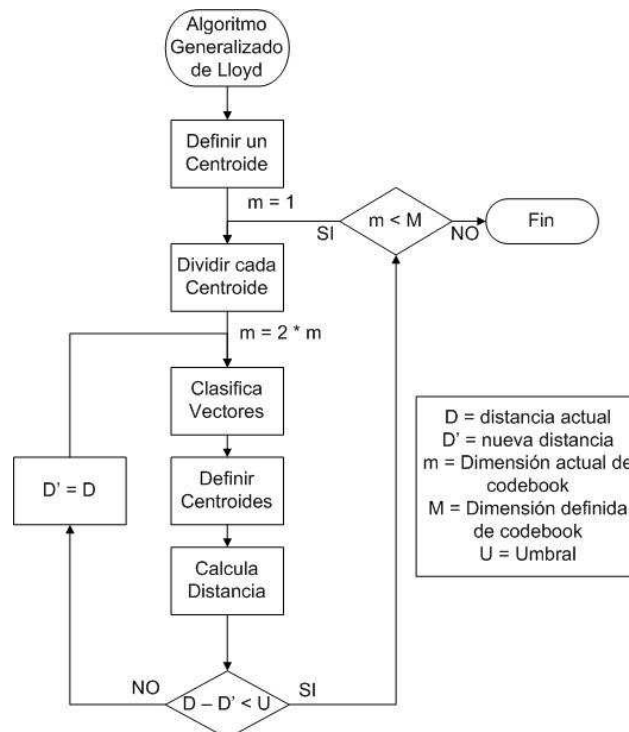 Algoritmo
Generalizado
de Lloyd
Definir un
Centroide
m = 1
SI
m < M
NO
Fin
Dividir cada
Centroide
m = 2 * m
Clasifica
Vectores
Definir
Centroides
D’ = D
Calcula
Distancia
NO
D – D’ < U
SI
D = distancia actual
D’ = nueva distancia
m = Dimensión actual de
codebook
M = Dimensión definida
de codebook
U = Umbral